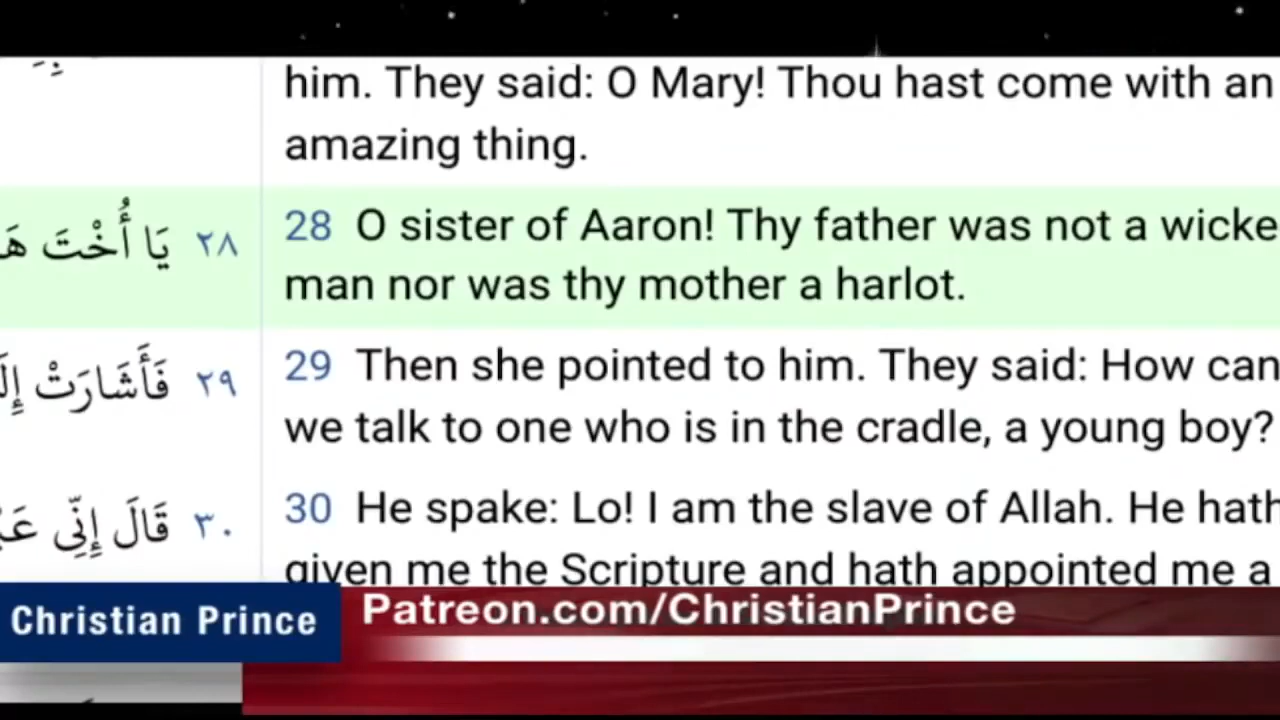 him. They said: O Mary! Thou hast come with an
amazing thing.
٢٨ يَا أُخْتَ
28 O sister of Aaron! Thy father was not a wicke
man nor was thy mother a harlot.
٢٩ فَأَشَارَتْ
29 Then she pointed to him. They said: How can
we talk to one who is in the cradle, a young boy?
٣٠ قَالَ إِنِّي
30 He spake: Lo! I am the slave of Allah. He hath
given me the Scripture and hath appointed me a
Christian Prince
Patreon.com/ChristianPrince